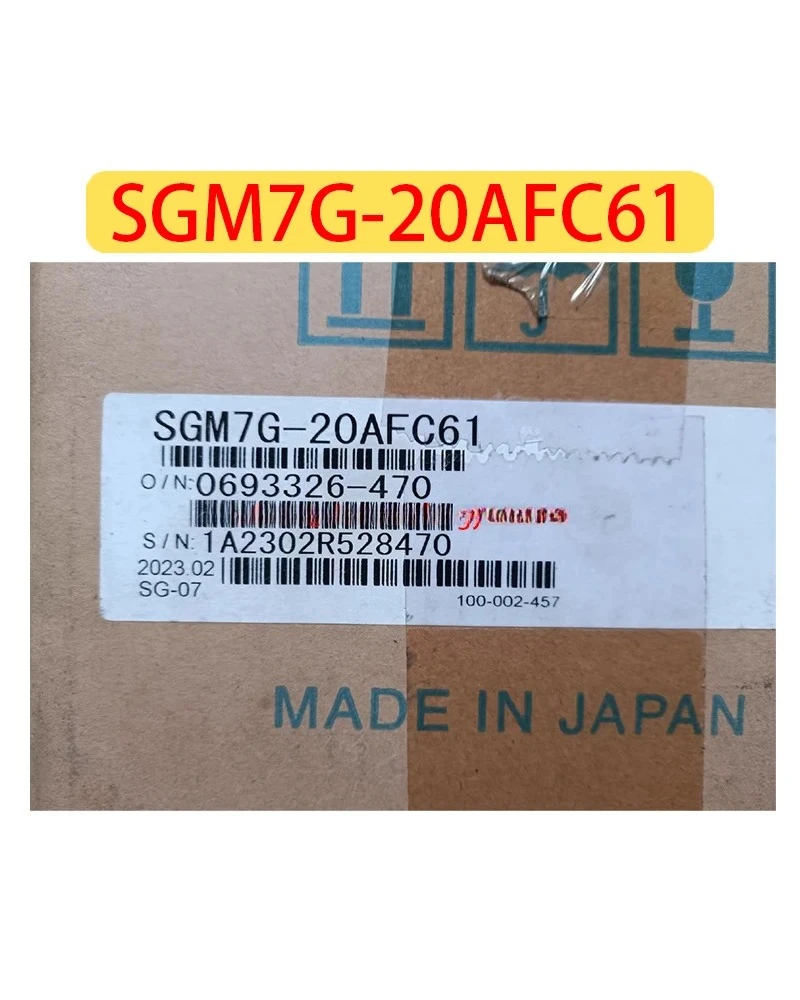 SGM7G-20AFC61
SGM7G-20AFC61
O/N: 0693326-470
S/N: 1A2302R528470
2023.02
SG-07
100-002-457
MADE IN JAPAN